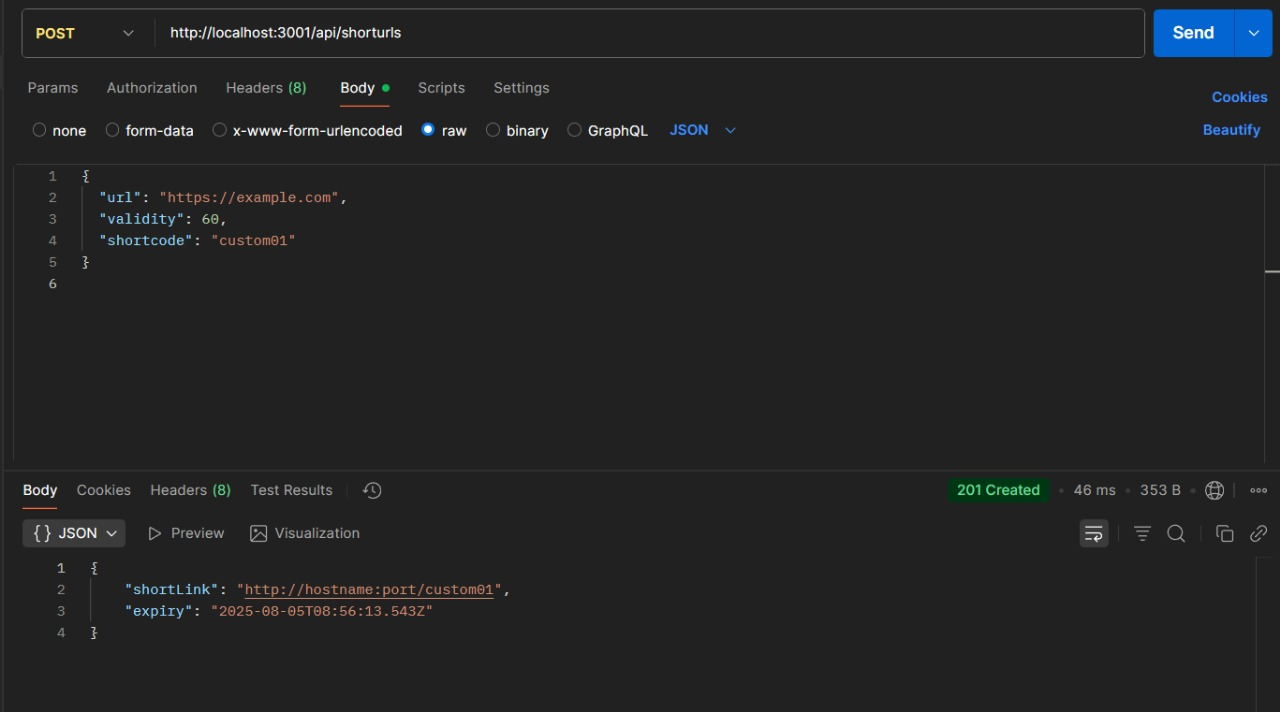 POST http://localhost:3001/api/shorturls Send
Params Authorization Headers (8) Body Scripts Settings Cookies
none form-data x-www-form-urlencoded raw binary GraphQL JSON Beautify
1 {
2 "url": "https://example.com",
3 "validity": 60,
4 "shortcode": "custom01"
5 }
6
Body Cookies Headers (8) Test Results 201 Created 46 ms 353 B
{} JSON Preview Visualization
1 {
2 "shortLink": "http://hostname:port/custom01",
3 "expiry": "2025-08-05T08:56:13.543Z"
4 }